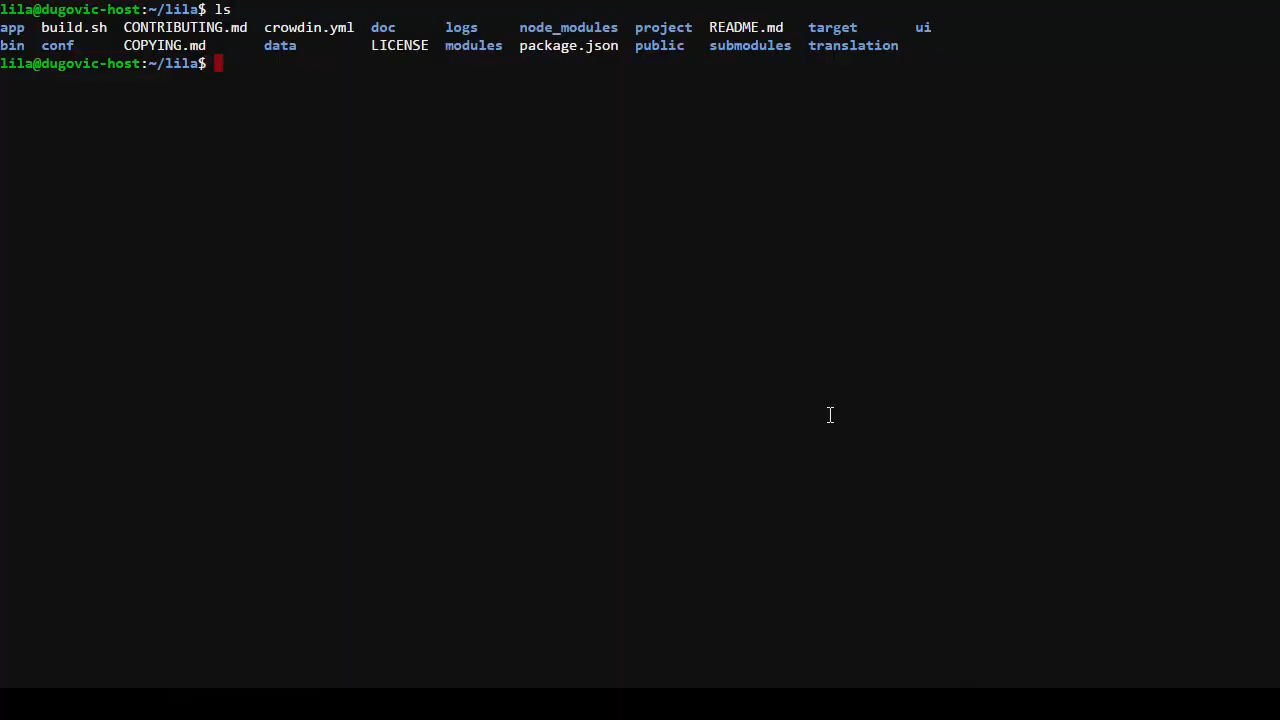 lila@dugovic-host:~/lila$ ls
app  build.sh  CONTRIBUTING.md  crowdin.yml  doc      logs     node_modules  project  README.md   target       ui
bin  conf      COPYING.md       data         LICENSE  modules  package.json  public   submodules  translation
lila@dugovic-host:~/lila$